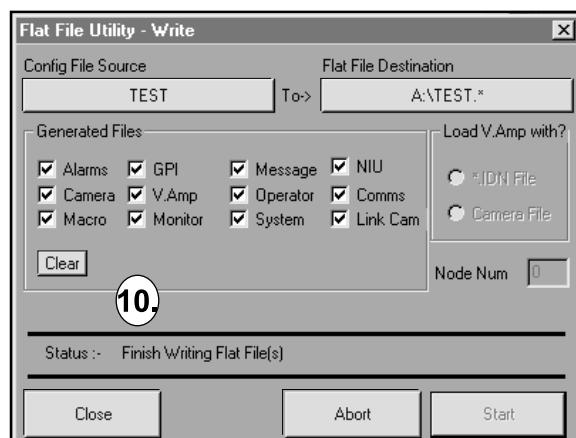 Flat File Utility - Write
Config File Source Flat File Destination
TEST To-> A:\TEST.*
Generated Files Load V.Amp with?
Alarms GPI Message NIU
Camera V.Amp Operator Comms
Macro Monitor System Link Cam
*.IDN File
Camera File
Clear
Node Num 0
10.
Status :- Finish Writing Flat File(s)
Close Abort Start